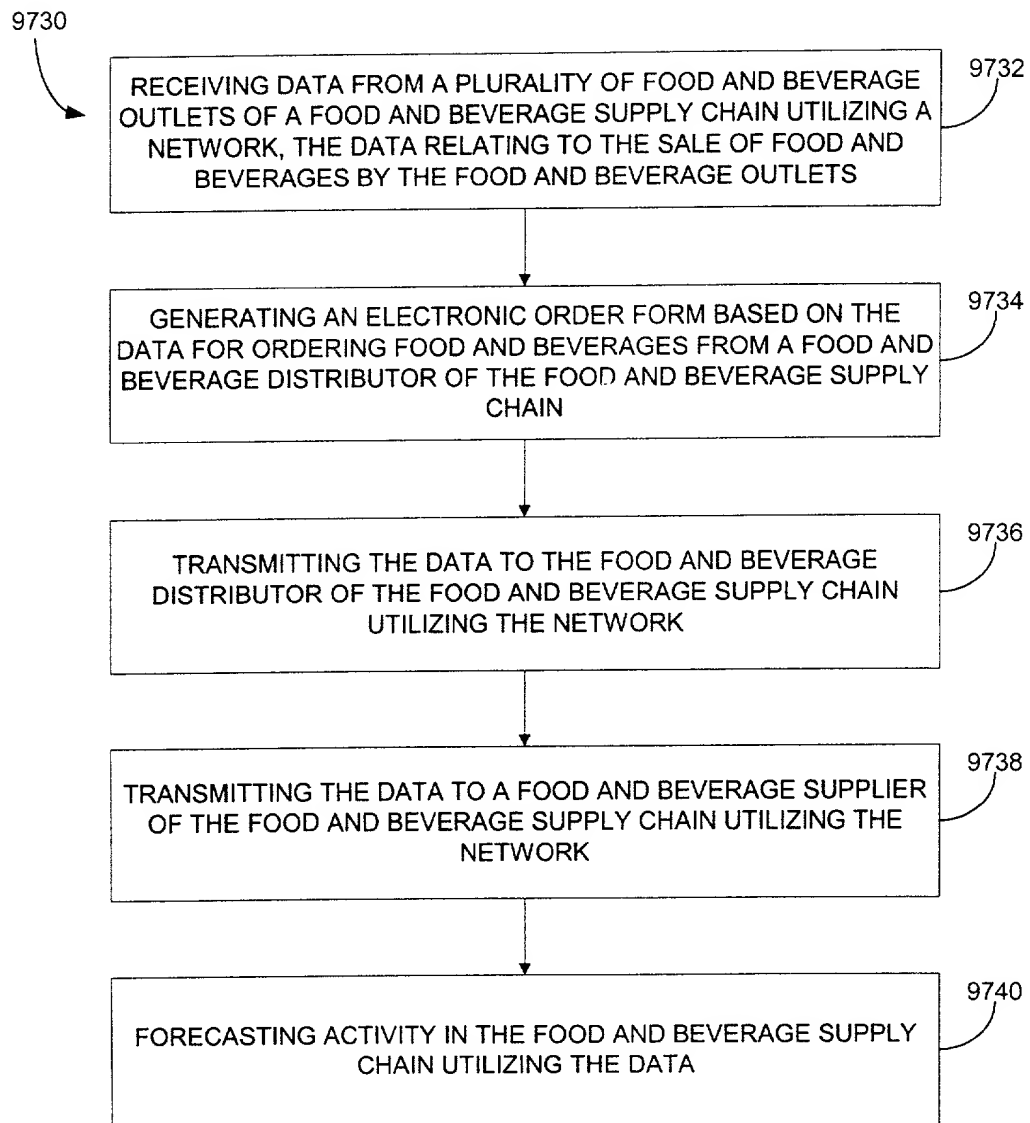 9730
RECEIVING DATA FROM A PLURALITY OF FOOD AND BEVERAGE
OUTLETS OF A FOOD AND BEVERAGE SUPPLY CHAIN UTILIZING A
NETWORK, THE DATA RELATING TO THE SALE OF FOOD AND
BEVERAGES BY THE FOOD AND BEVERAGE OUTLETS
9732
GENERATING AN ELECTRONIC ORDER FORM BASED ON THE
DATA FOR ORDERING FOOD AND BEVERAGES FROM A FOOD AND
BEVERAGE DISTRIBUTOR OF THE FOOD AND BEVERAGE SUPPLY
CHAIN
9734
TRANSMITTING THE DATA TO THE FOOD AND BEVERAGE
DISTRIBUTOR OF THE FOOD AND BEVERAGE SUPPLY CHAIN
UTILIZING THE NETWORK
9736
TRANSMITTING THE DATA TO A FOOD AND BEVERAGE SUPPLIER
OF THE FOOD AND BEVERAGE SUPPLY CHAIN UTILIZING THE
NETWORK
9738
FORECASTING ACTIVITY IN THE FOOD AND BEVERAGE SUPPLY
CHAIN UTILIZING THE DATA
9740